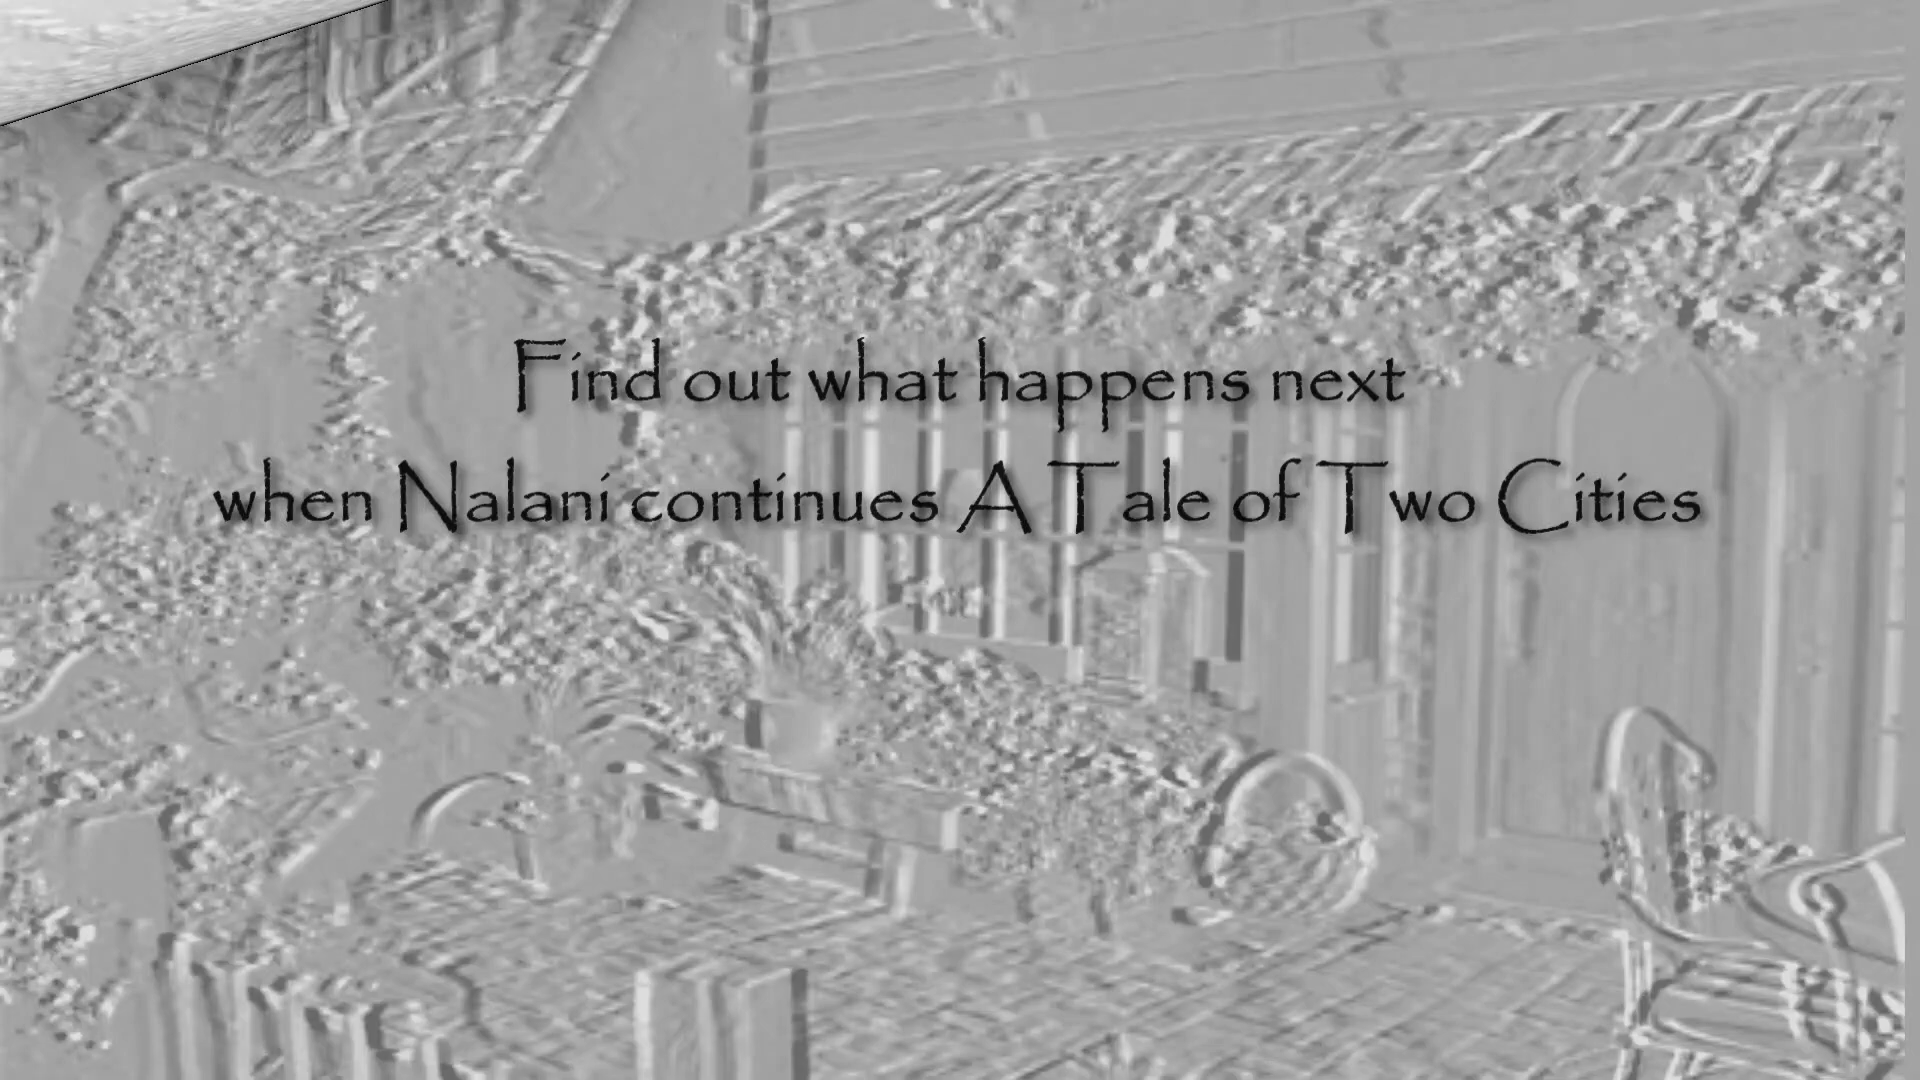 Find out what happens next
when Nalani continues A Tale of Two Cities